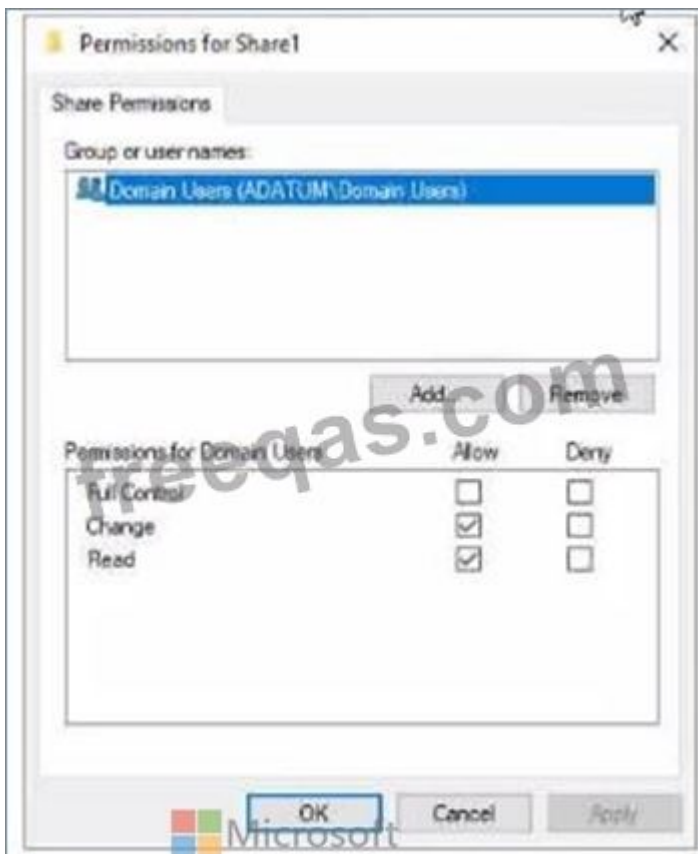 Permissions for Share1
Share Permissions
Group or user names:
Domain Users (ADATUM\Domain Users)
Add... Remove
Permissions for Domain Users Allow Deny
Full Control
Change
Read
freeqas.com
OK Cancel Apply
Microsoft